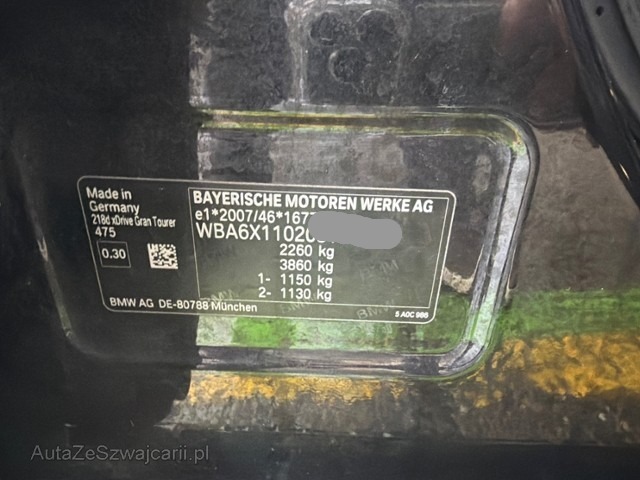 Made in
Germany
218d xDrive Gran Tourer
475
0.30
BAYERISCHE MOTOREN WERKE AG
e1*2007/46*167
WBA6X11020
2260 kg
3860 kg
1- 1150 kg
2- 1130 kg
BMW AG DE-80788 München
5 A0C 986
AutaZeSzwajcarii.pl